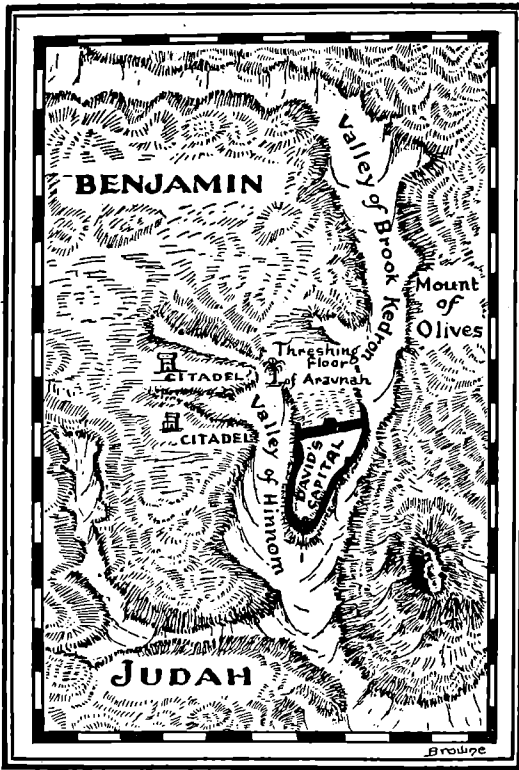 BENJAMIN
Valley of Brook Kedron
Mount
of
Olives
Threshing
Floor
of Araunah
CITADEL
CITADEL
Valley of Hinnom
DAVID'S
CAPITAL
JUDAH
Browne